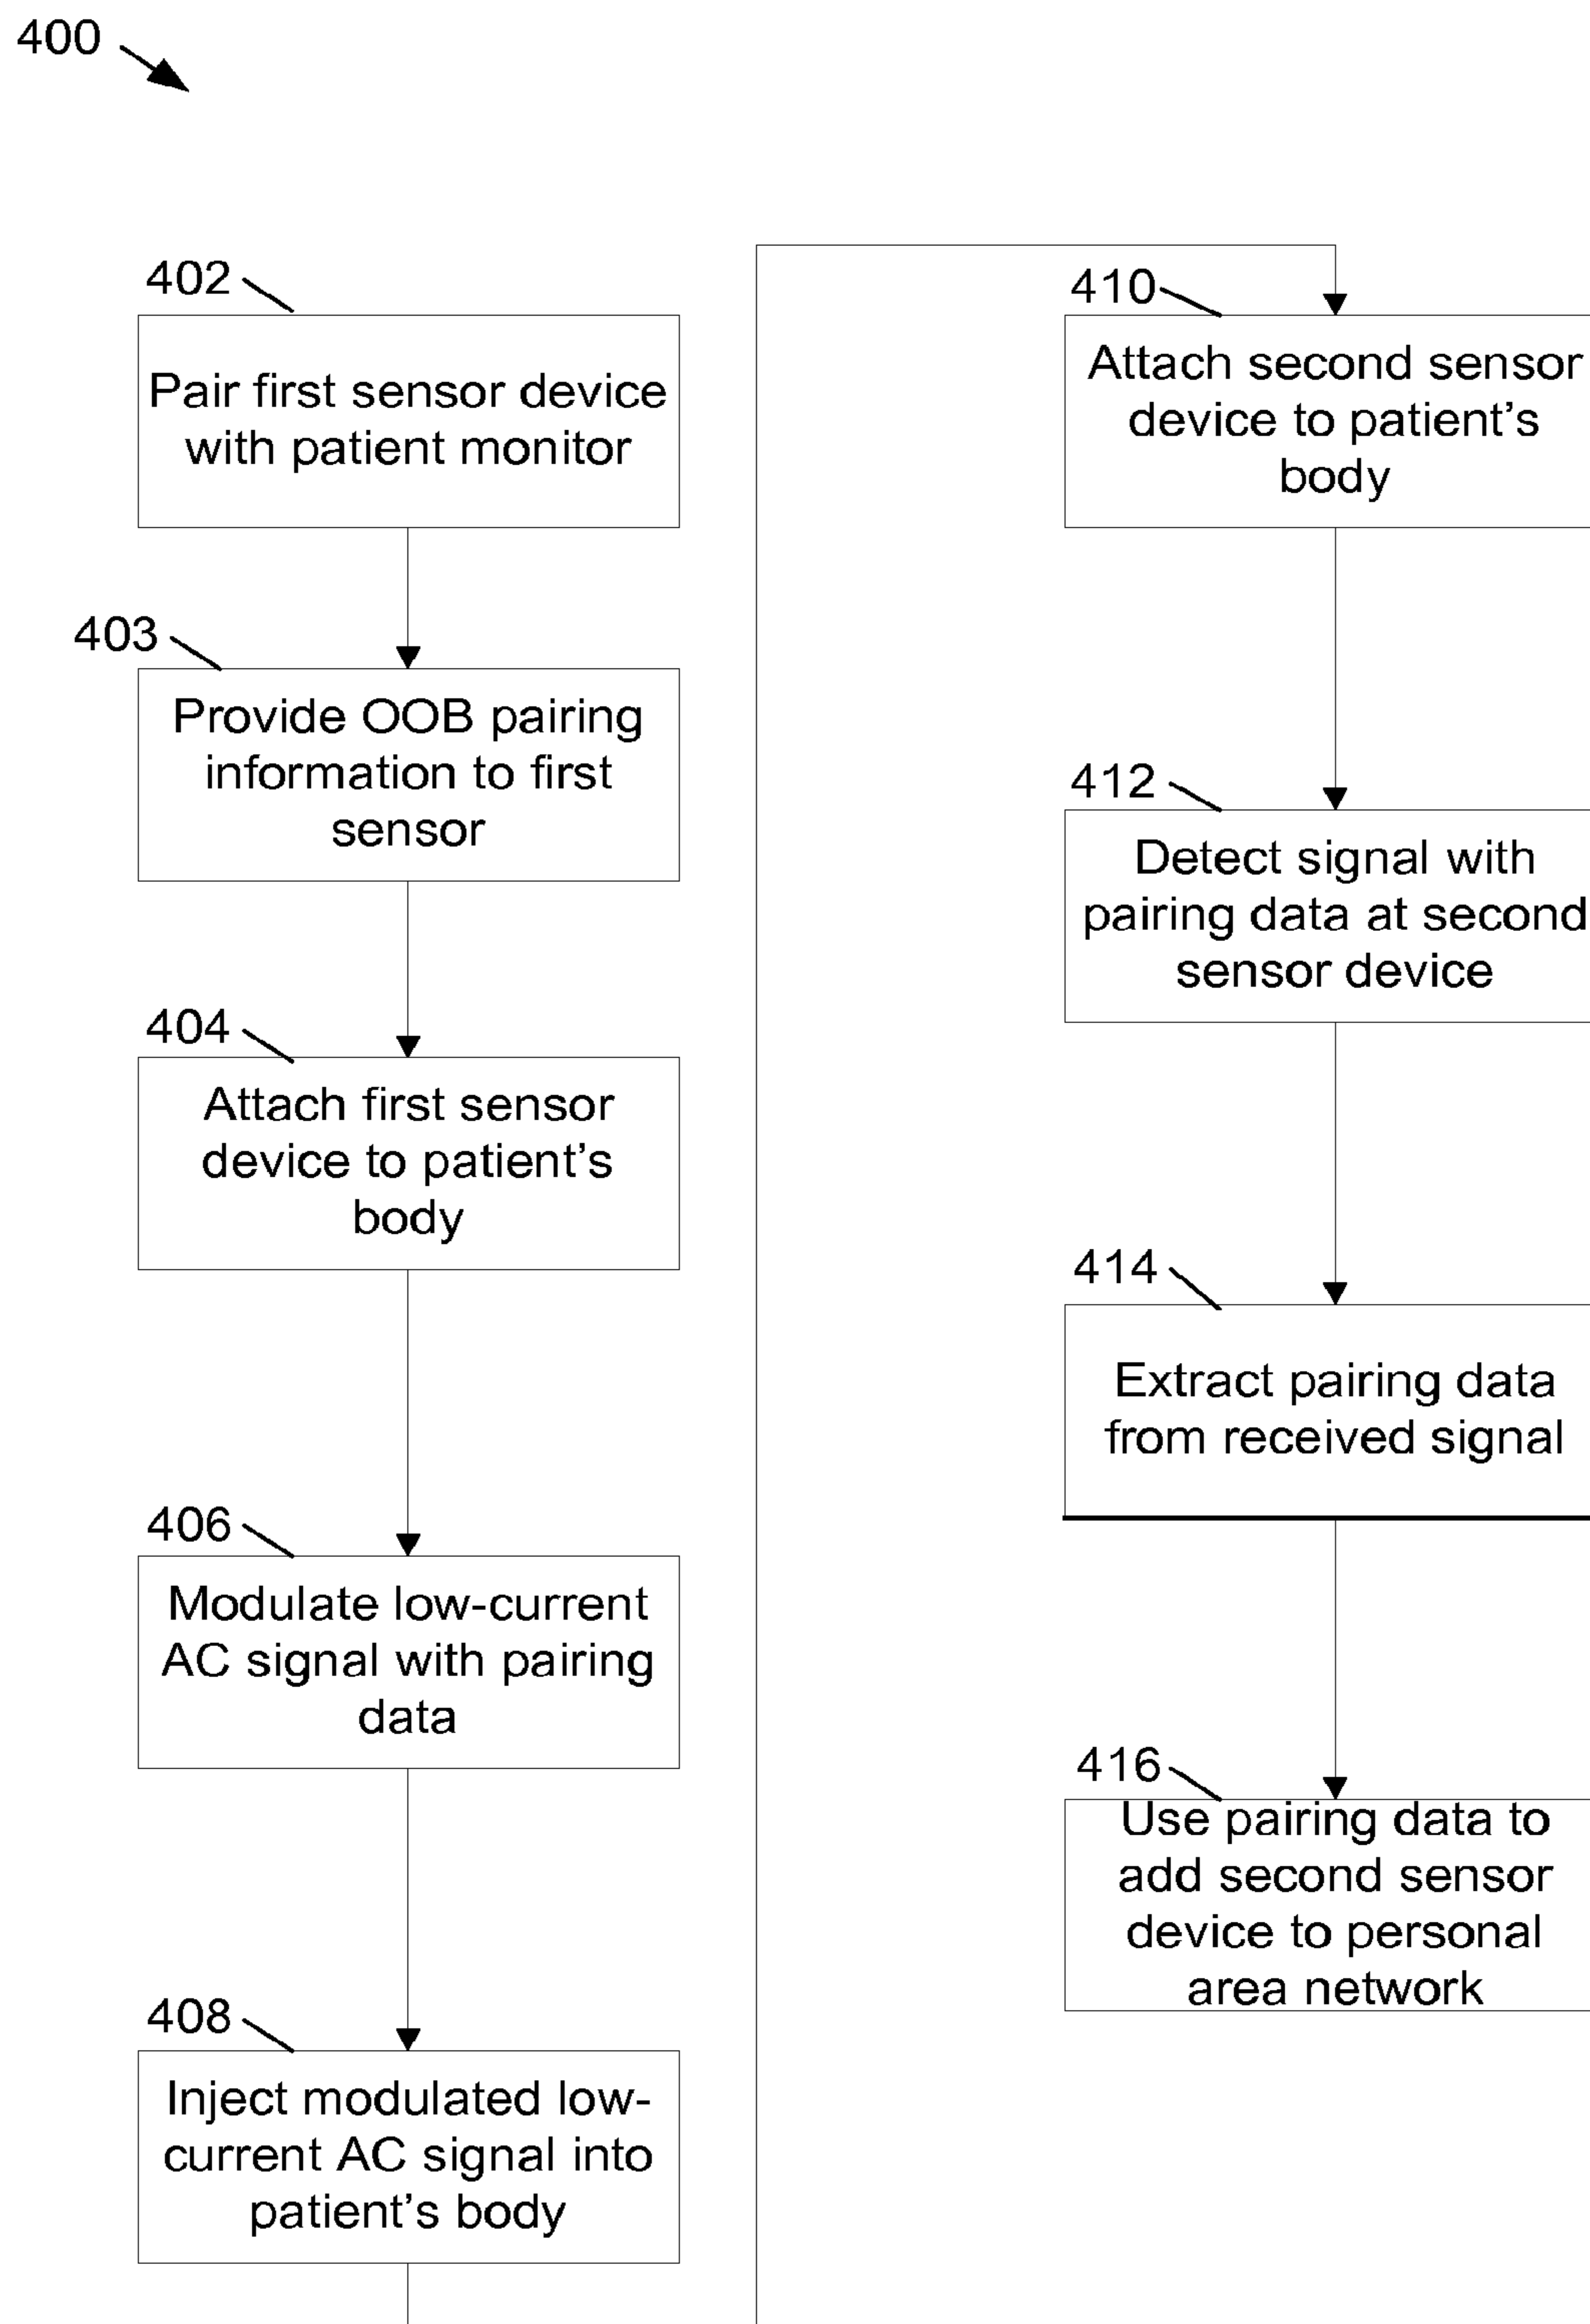 400
402
Pair first sensor device
with patient monitor
403
Provide OOB pairing
information to first
sensor
404
Attach first sensor
device to patient's
body
406
Modulate low-current
AC signal with pairing
data
408
Inject modulated low-
current AC signal into
patient's body
410
Attach second sensor
device to patient's
body
412
Detect signal with
pairing data at second
sensor device
414
Extract pairing data
from received signal
416
Use pairing data to
add second sensor
device to personal
area network